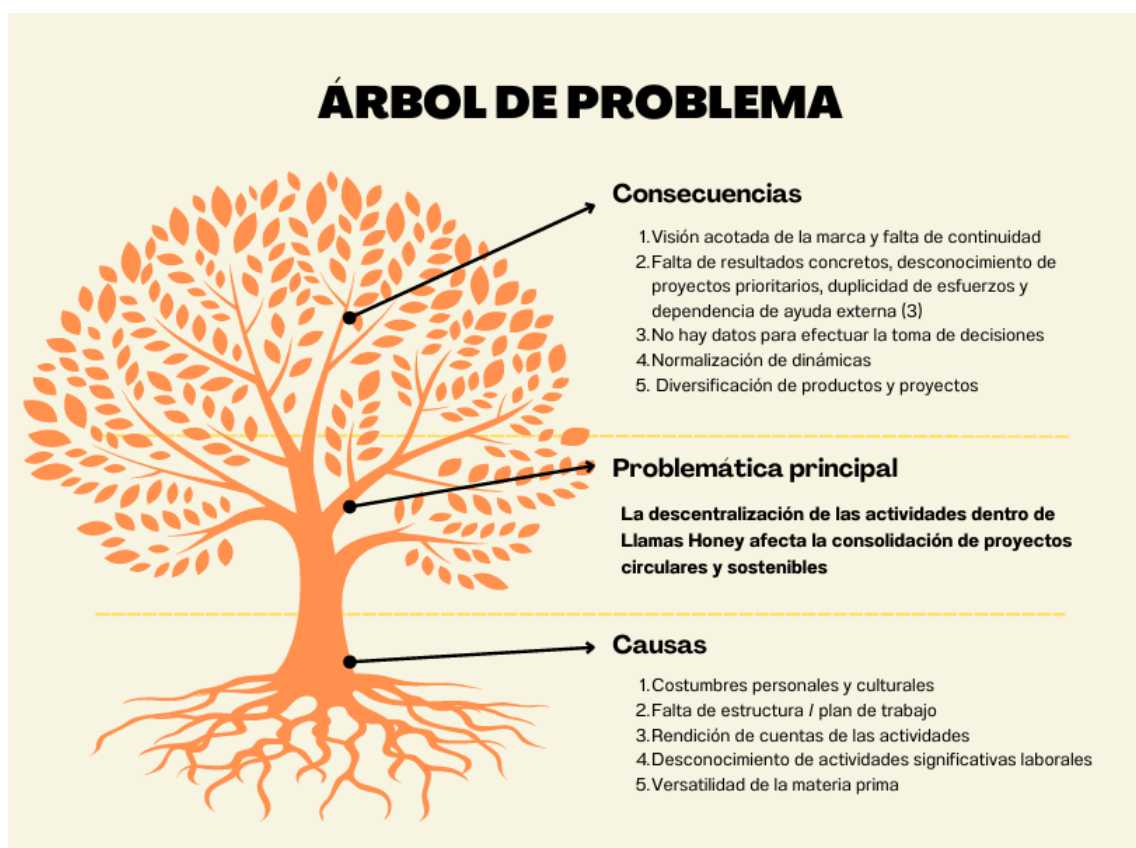 ÁRBOL DE PROBLEMA
Consecuencias
1.Visión acotada de la marca y falta de continuidad
2.Falta de resultados concretos, desconocimiento de
proyectos prioritarios, duplicidad de esfuerzos y
dependencia de ayuda externa (3)
3.No hay datos para efectuar la toma de decisiones
4.Normalización de dinámicas
5. Diversificación de productos y proyectos
Problemática principal
La descentralización de las actividades dentro de
Llamas Honey afecta la consolidación de proyectos
circulares y sostenibles
Causas
1.Costumbres personales y culturales
2.Falta de estructura / plan de trabajo
3.Rendición de cuentas de las actividades
4.Desconocimiento de actividades significativas laborales
5.Versatilidad de la materia prima